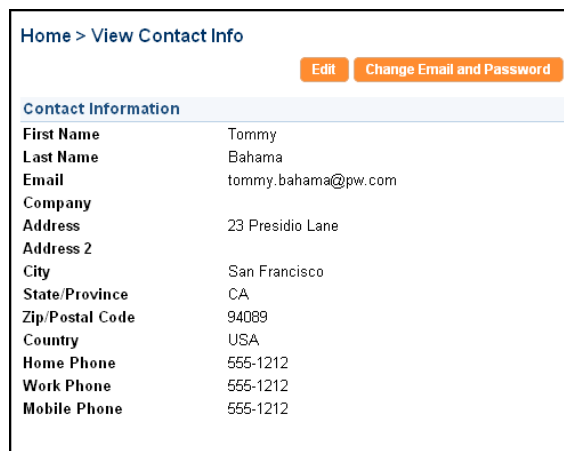 Home > View Contact Info
Edit Change Email and Password
Contact Information
First Name Tommy
Last Name Bahama
Email tommy.bahama@pw.com
Company
Address 23 Presidio Lane
Address 2
City San Francisco
State/Province CA
Zip/Postal Code 94089
Country USA
Home Phone 555-1212
Work Phone 555-1212
Mobile Phone 555-1212